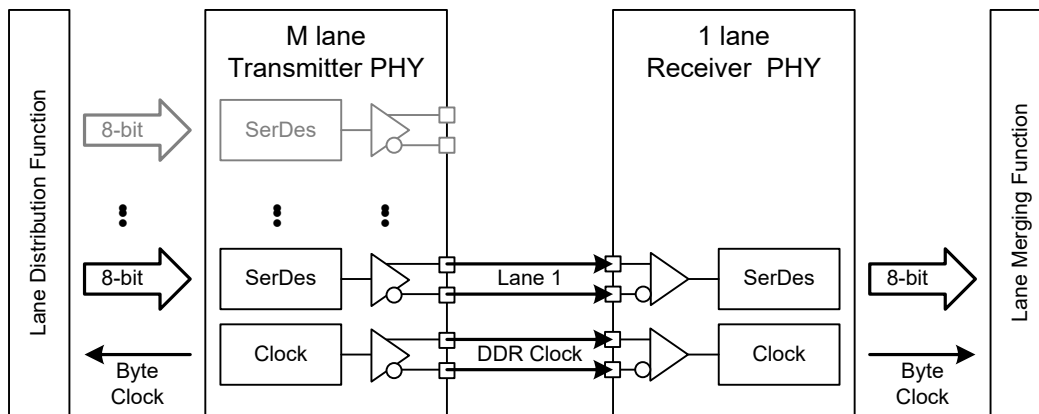 Lane Distribution Function
M lane
Transmitter PHY
1 lane
Receiver PHY
Lane Merging Function
8-bit
SerDes
8-bit
SerDes
Lane 1
SerDes
8-bit
Clock
DDR Clock
Clock
Byte
Clock
Byte
Clock